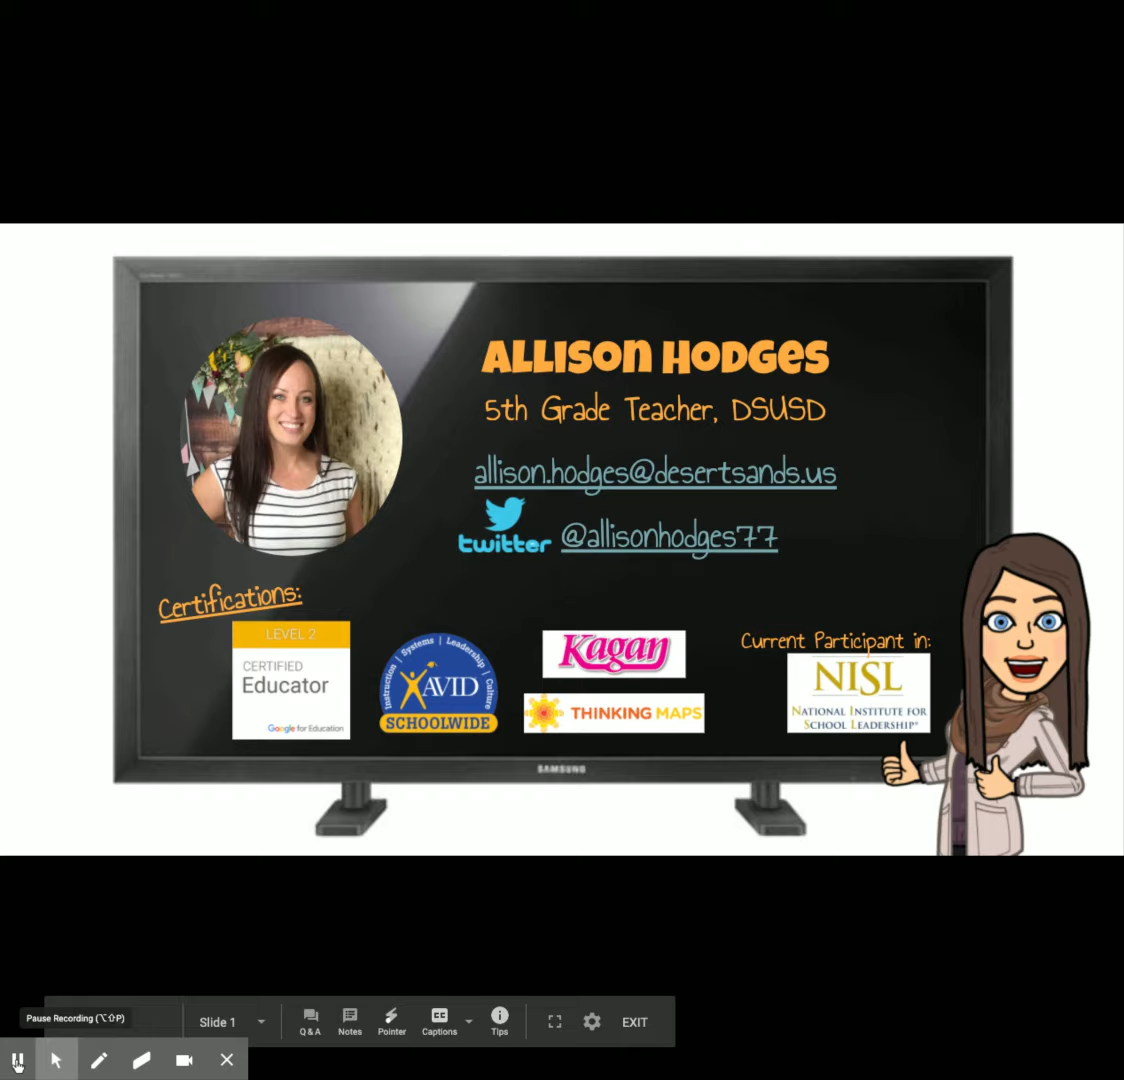 ALLISON HODGES
5th Grade Teacher, DSUSD
allison.hodges@desertsands.us
twitter @allisonhodges77
Certifications:
LEVEL 2
CERTIFIED
Educator
Google for Education
Instruction | Systems | Leadership | Culture
AVID
SCHOOLWIDE
Kagan
THINKING MAPS
Current Participant in:
NISL
NATIONAL INSTITUTE FOR
SCHOOL LEADERSHIP
SAMSUNG
Pause Recording (⌥⇧P)
Slide 1
Q & A
Notes
Pointer
CC
Captions
Tips
EXIT